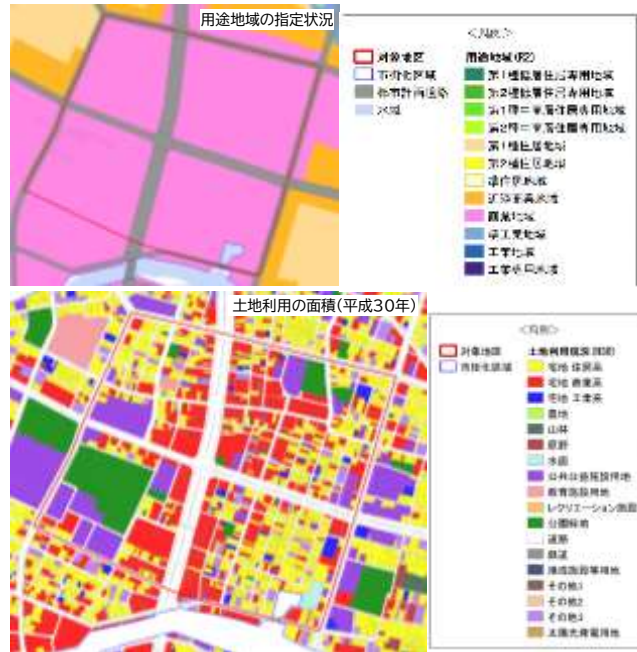 用途地域の指定状況
<凡例>
対象地区
市街化区域
都市計画道路
水域
用途地域(R2)
第1種低層住居専用地域
第2種低層住居専用地域
第1種中高層住居専用地域
第2種中高層住居専用地域
第1種住居地域
第2種住居地域
準住居地域
近隣商業地域
商業地域
準工業地域
工業地域
工業専用地域
土地利用の面積(平成30年)
<凡例>
対象地区
市街化区域
土地利用現況(H30)
宅地 住居系
宅地 商業系
宅地 工業系
農地
山林
原野
水面
公共公益施設用地
教育施設用地
レクリエーション施設
公園緑地
道路
鉄道
その他1
その他2
その他3
太陽光発電用地